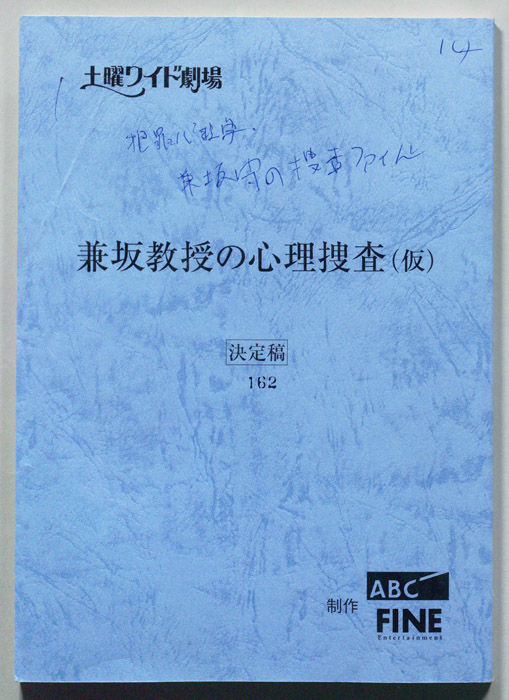 14
土曜ワイド劇場
犯罪心理学・
兼坂守の捜査ファイル
兼坂教授の心理捜査(仮)
決定稿
162
制作
ABC
FINE
Entertainment